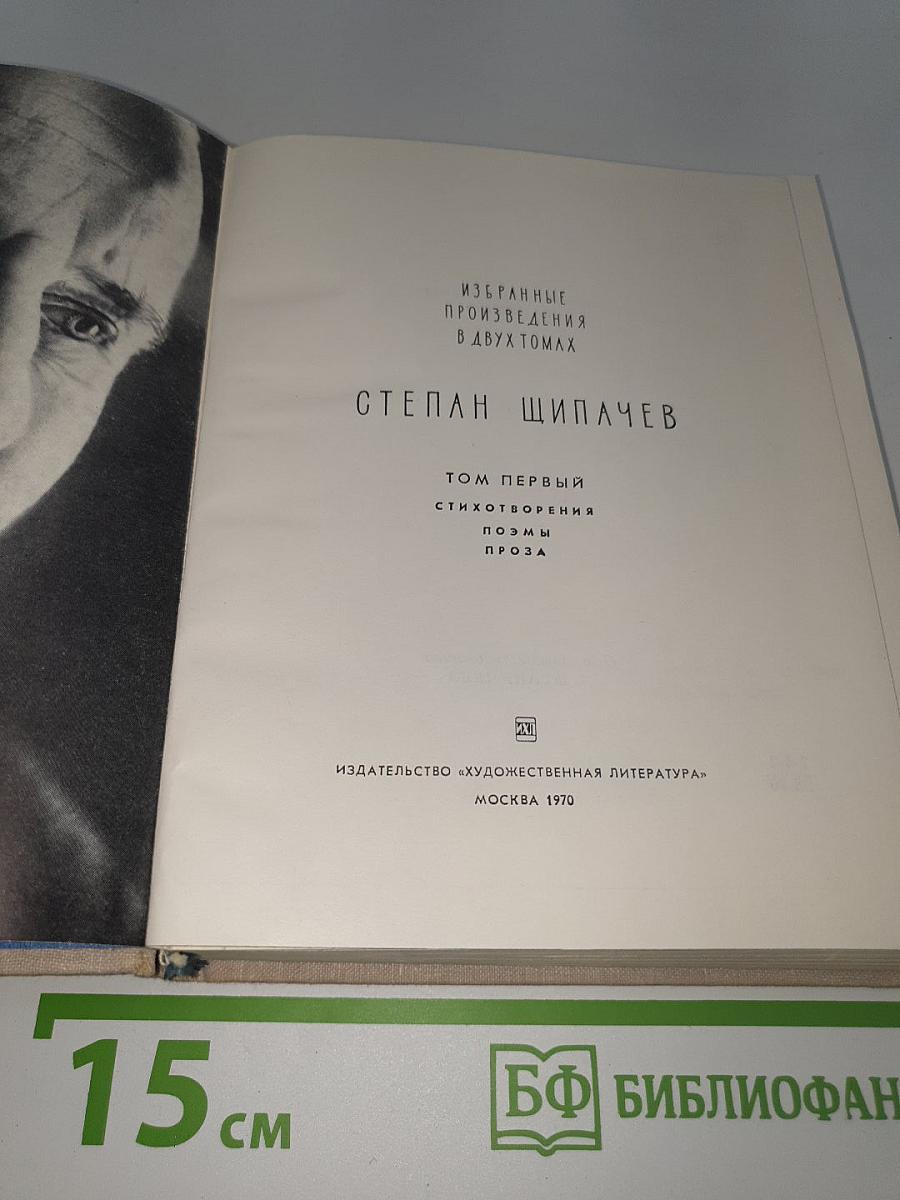 ИЗБРАННЫЕ
ПРОИЗВЕДЕНИЯ
В ДВУХ ТОМАХ
СТЕПАН ЩИПАЧЕВ
ТОМ ПЕРВЫЙ
СТИХОТВОРЕНИЯ
ПОЭМЫ
ПРОЗА
ИХЛ
ИЗДАТЕЛЬСТВО «ХУДОЖЕСТВЕННАЯ ЛИТЕРАТУРА»
МОСКВА 1970
15 см
БФ БИБЛИОФАН